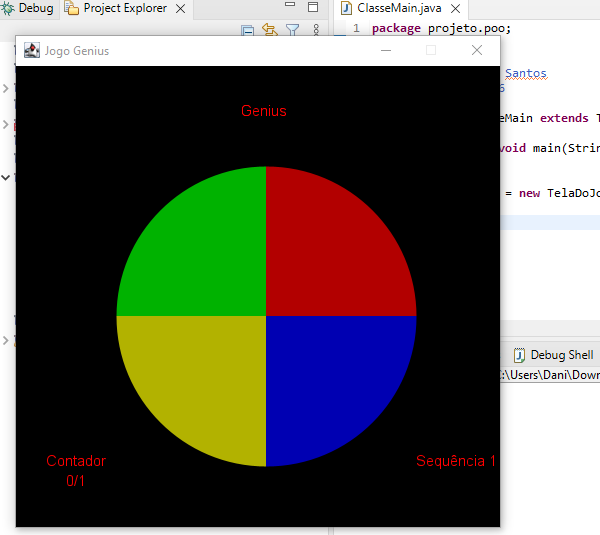 Debug
Project Explorer
ClasseMain.java
1 package projeto.poo;
Jogo Genius
Santos
Genius
eMain extends T
void main(Strin
= new TelaDoJo
Debug Shell
:\Users\Dani\Down
Contador
0/1
Sequência 1